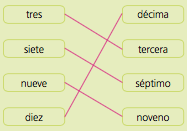 tres décima
siete tercera
nueve séptimo
diez noveno